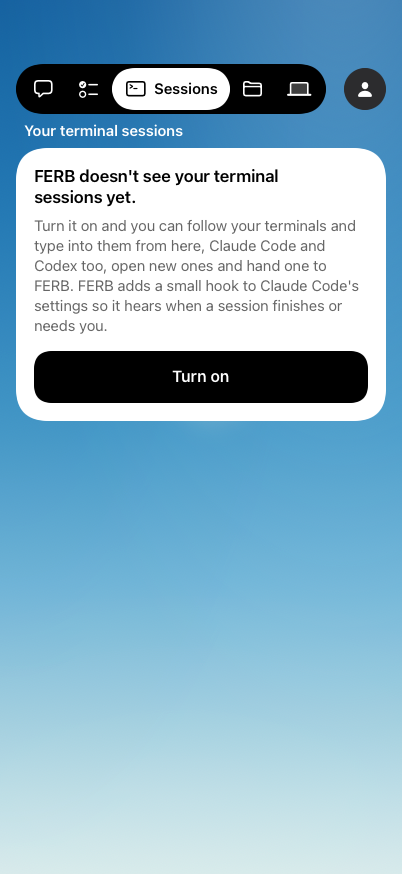 Sessions
Your terminal sessions
FERB doesn't see your terminal
sessions yet.
Turn it on and you can follow your terminals and
type into them from here, Claude Code and
Codex too, open new ones and hand one to
FERB. FERB adds a small hook to Claude Code's
settings so it hears when a session finishes or
needs you.
Turn on